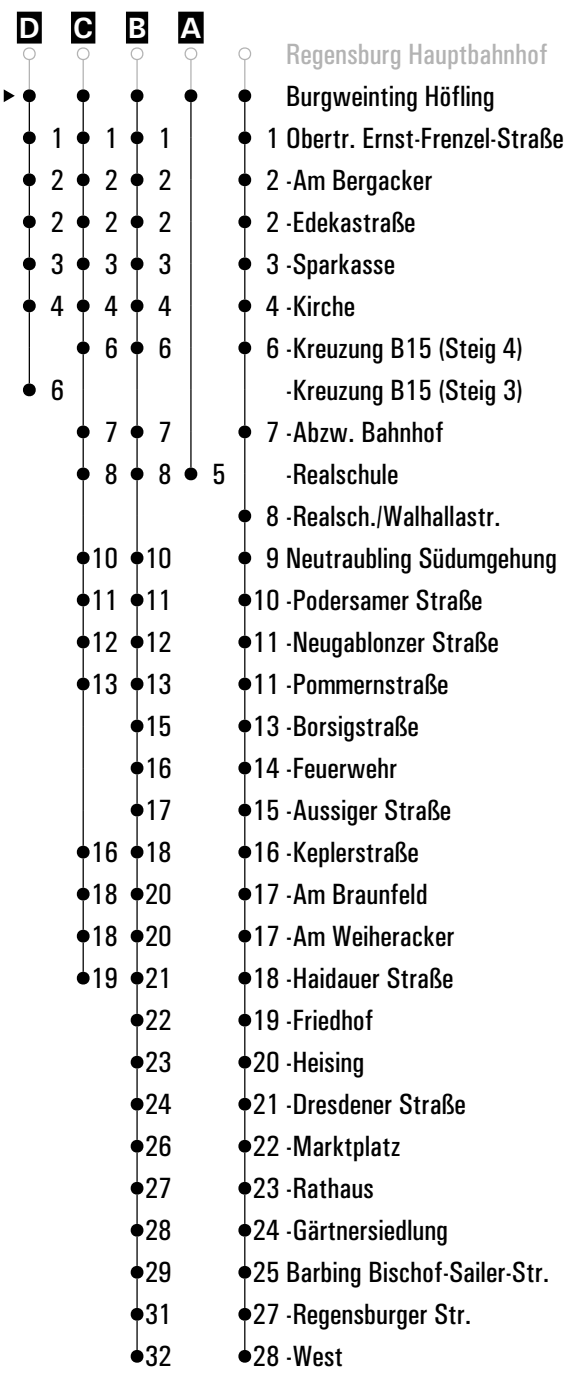 D C B A
Regensburg Hauptbahnhof
Burgweinting Höfling
1 1 1 1 Obertr. Ernst-Frenzel-Straße
2 2 2 2 -Am Bergacker
2 2 2 2 -Edekastraße
3 3 3 3 -Sparkasse
4 4 4 4 -Kirche
6 6 6 -Kreuzung B15 (Steig 4)
6 -Kreuzung B15 (Steig 3)
7 7 7 -Abzw. Bahnhof
8 8 5 -Realschule
8 -Realsch./Walhallastr.
10 10 9 Neutraubling Südumgehung
11 11 10 -Podersamer Straße
12 12 11 -Neugablonzer Straße
13 13 11 -Pommernstraße
15 13 -Borsigstraße
16 14 -Feuerwehr
17 15 -Aussiger Straße
16 18 16 -Keplerstraße
18 20 17 -Am Braunfeld
18 20 17 -Am Weiheracker
19 21 18 -Haidauer Straße
22 19 -Friedhof
23 20 -Heising
24 21 -Dresdener Straße
26 22 -Marktplatz
27 23 -Rathaus
28 24 -Gärtnersiedlung
29 25 Barbing Bischof-Sailer-Str.
31 27 -Regensburger Str.
32 28 -West